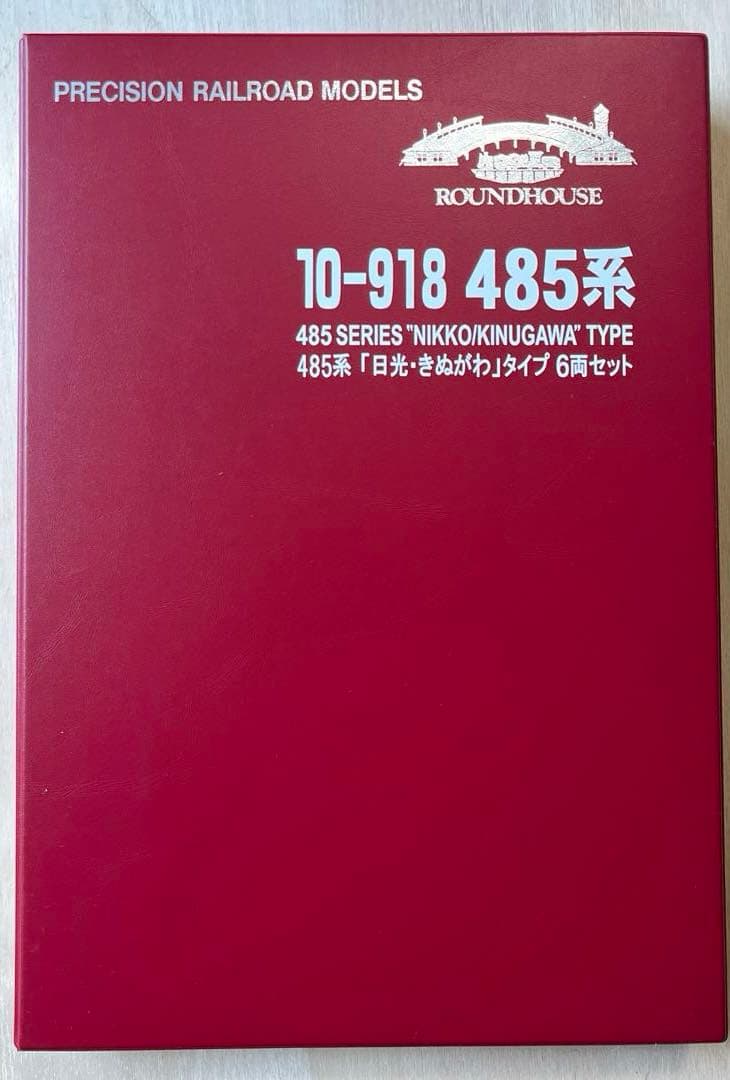 PRECISION RAILROAD MODELS
ROUNDHOUSE
10-918 485系
485 SERIES "NIKKO/KINUGAWA" TYPE
485系「日光・きぬがわ」タイプ 6両セット